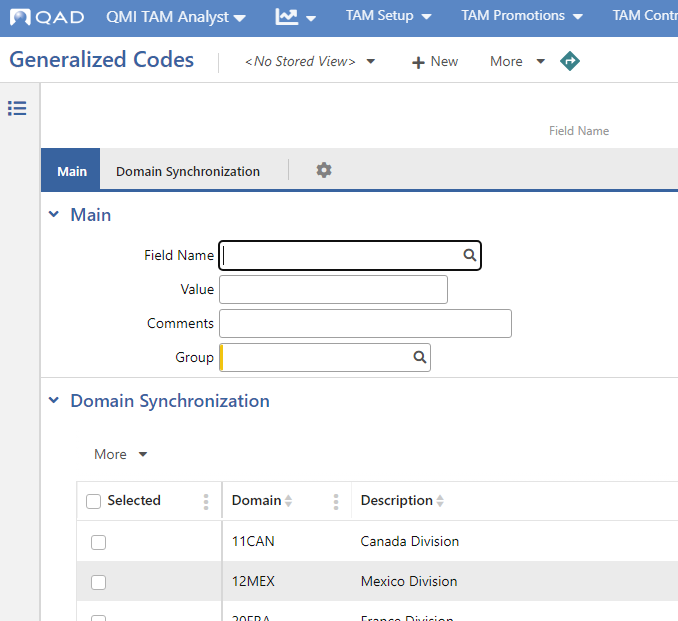 QAD QMI TAM Analyst TAM Setup TAM Promotions TAM Contr
Generalized Codes <No Stored View> New More
Field Name
Main Domain Synchronization
Main
Field Name
Value
Comments
Group
Domain Synchronization
More
Selected Domain Description
11CAN Canada Division
12MEX Mexico Division
20FRA France Division